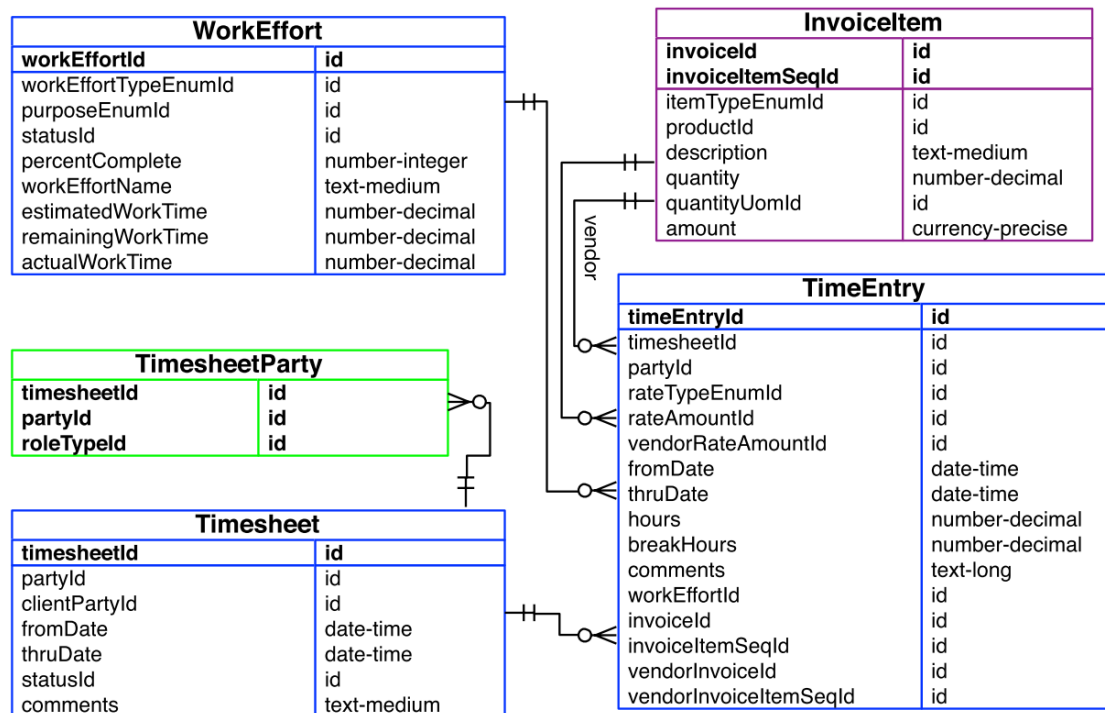 WorkEffort
workEffortId id
workEffortTypeEnumId id
purposeEnumId id
statusId id
percentComplete number-integer
workEffortName text-medium
estimatedWorkTime number-decimal
remainingWorkTime number-decimal
actualWorkTime number-decimal
InvoiceItem
invoiceId id
invoiceItemSeqId id
itemTypeEnumId id
productId id
description text-medium
quantity number-decimal
quantityUomId id
amount currency-precise
vendor
TimesheetParty
timesheetId id
partyId id
roleTypeId id
TimeEntry
timeEntryId id
timesheetId id
partyId id
rateTypeEnumId id
rateAmountId id
vendorRateAmountId id
fromDate date-time
thruDate date-time
hours number-decimal
breakHours number-decimal
comments text-long
workEffortId id
invoiceId id
invoiceItemSeqId id
vendorInvoiceId id
vendorInvoiceItemSeqId id
Timesheet
timesheetId id
partyId id
clientPartyId id
fromDate date-time
thruDate date-time
statusId id
comments text-medium